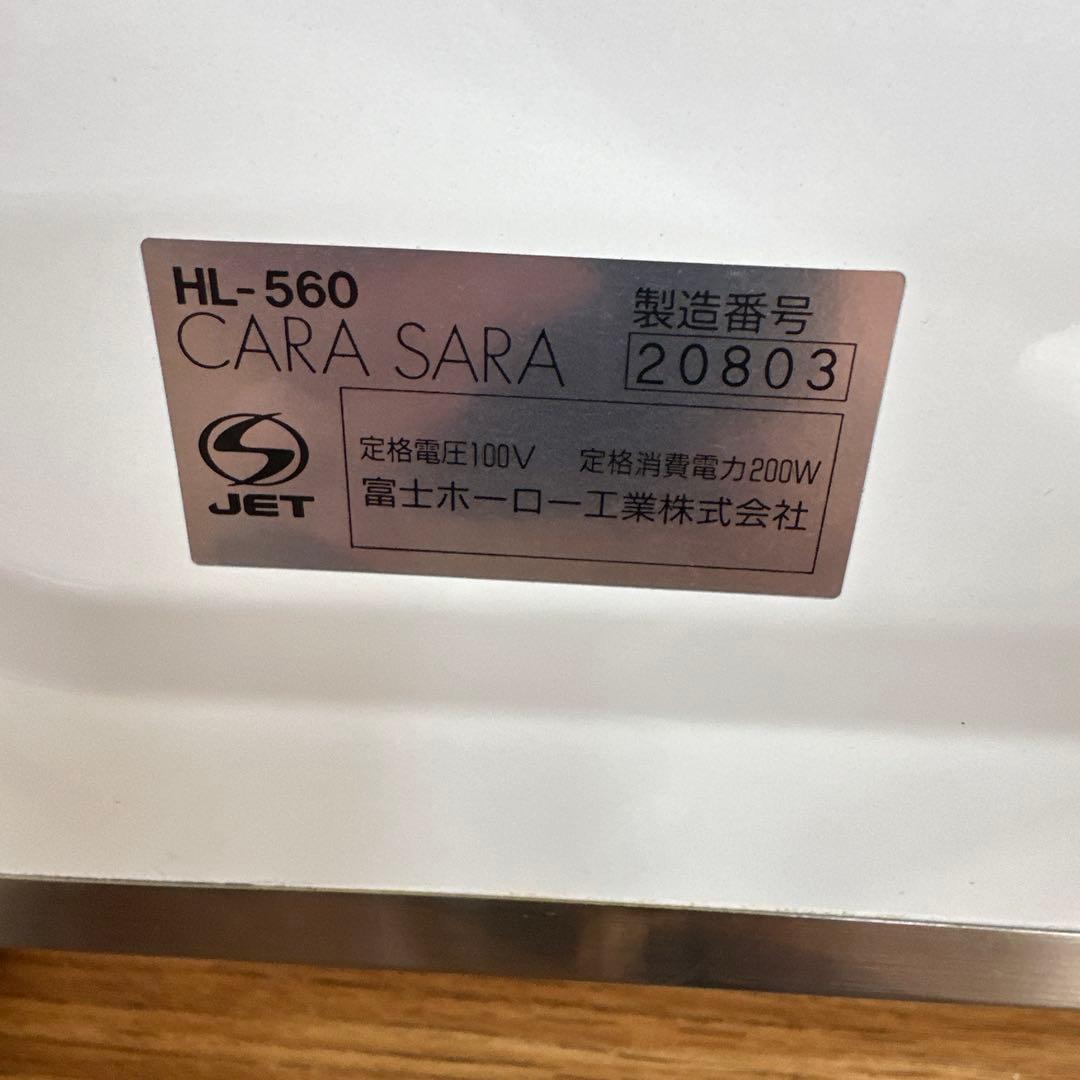 HL-560
CARA SARA
製造番号
20803
JET
定格電圧100V 定格消費電力200W
富士ホーロー工業株式会社